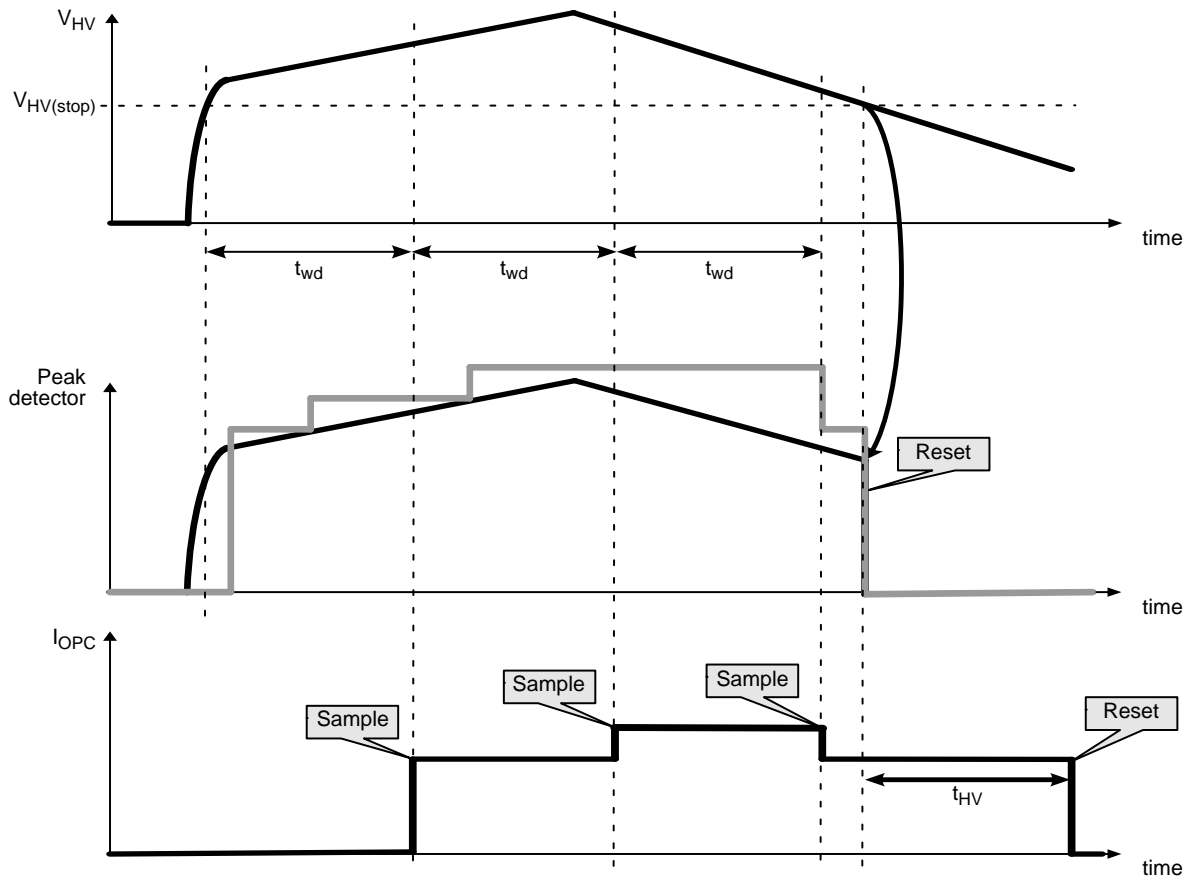 V_HV
V_HV(stop)
time
t_wd
t_wd
t_wd
Peak
detector
Reset
time
I_OPC
Sample
Sample
Sample
Reset
t_HV
time